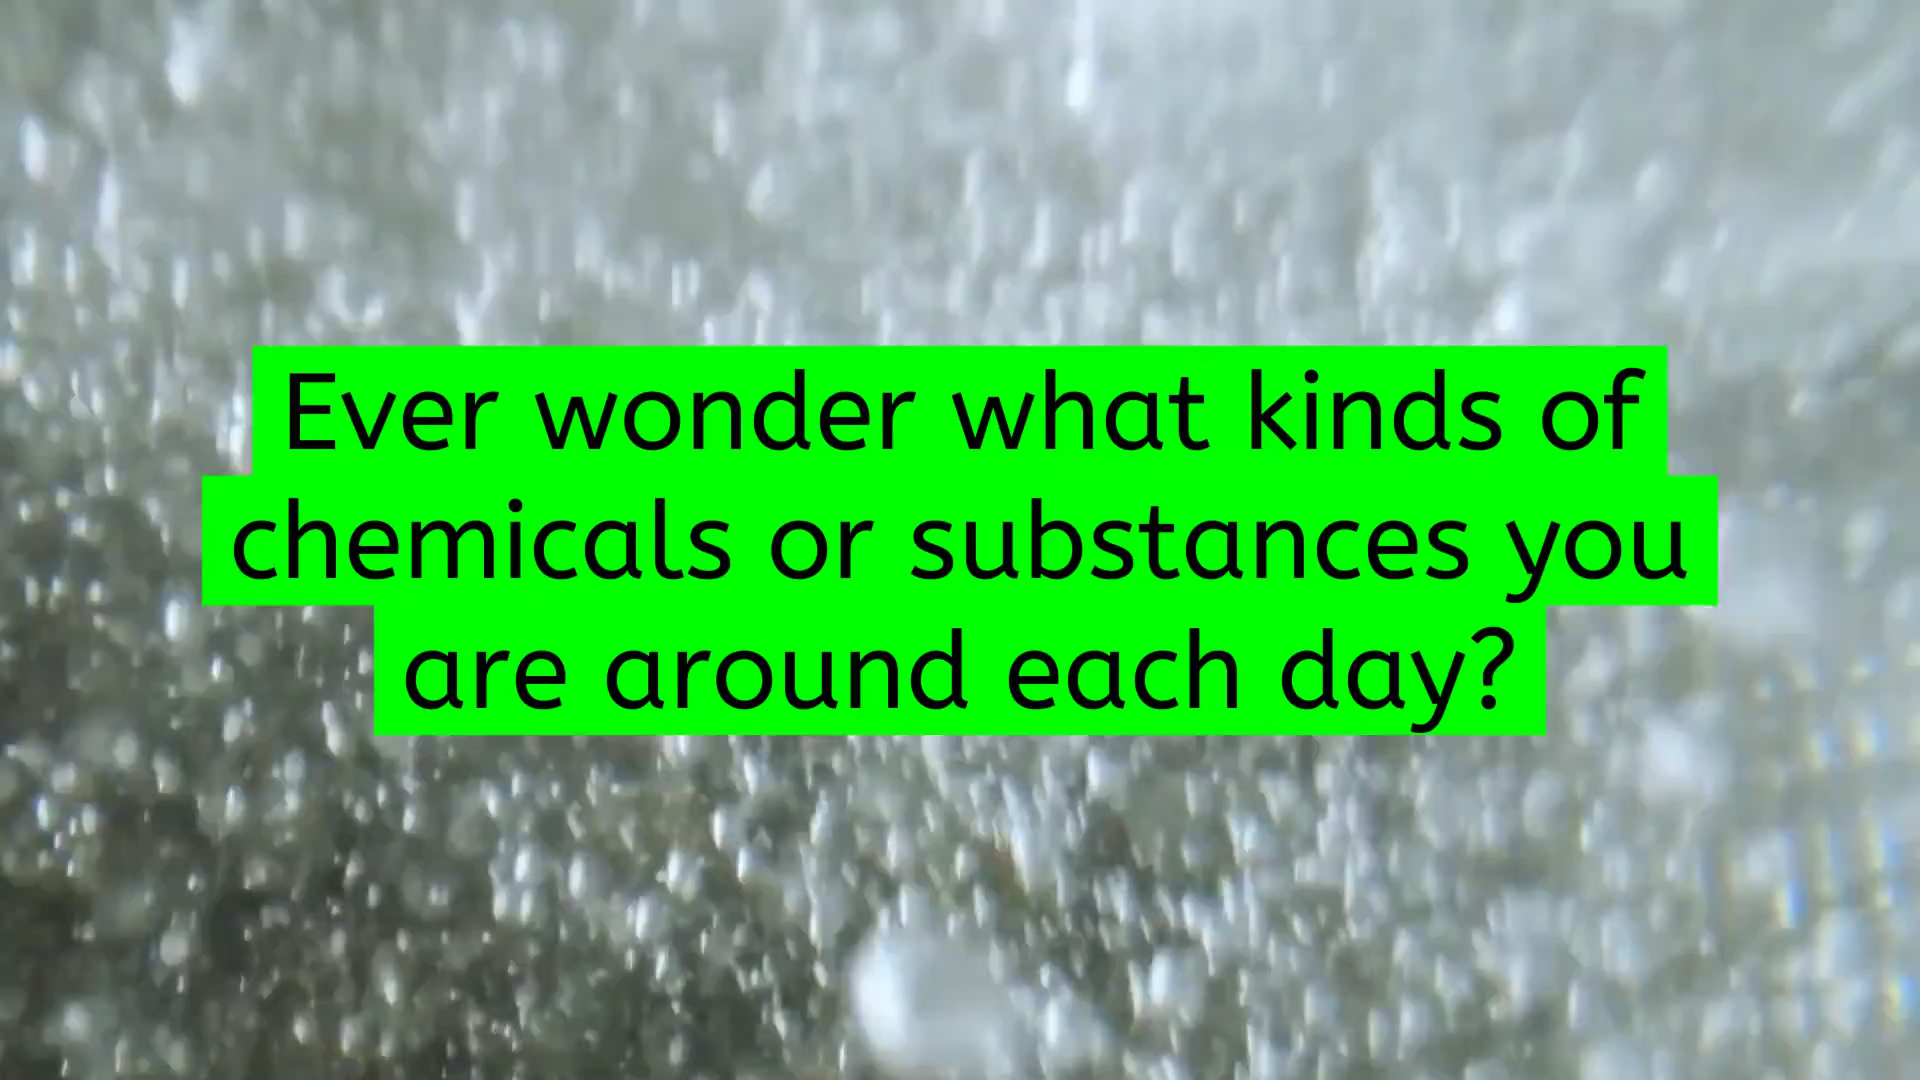 Ever wonder what kinds of
chemicals or substances you
are around each day?